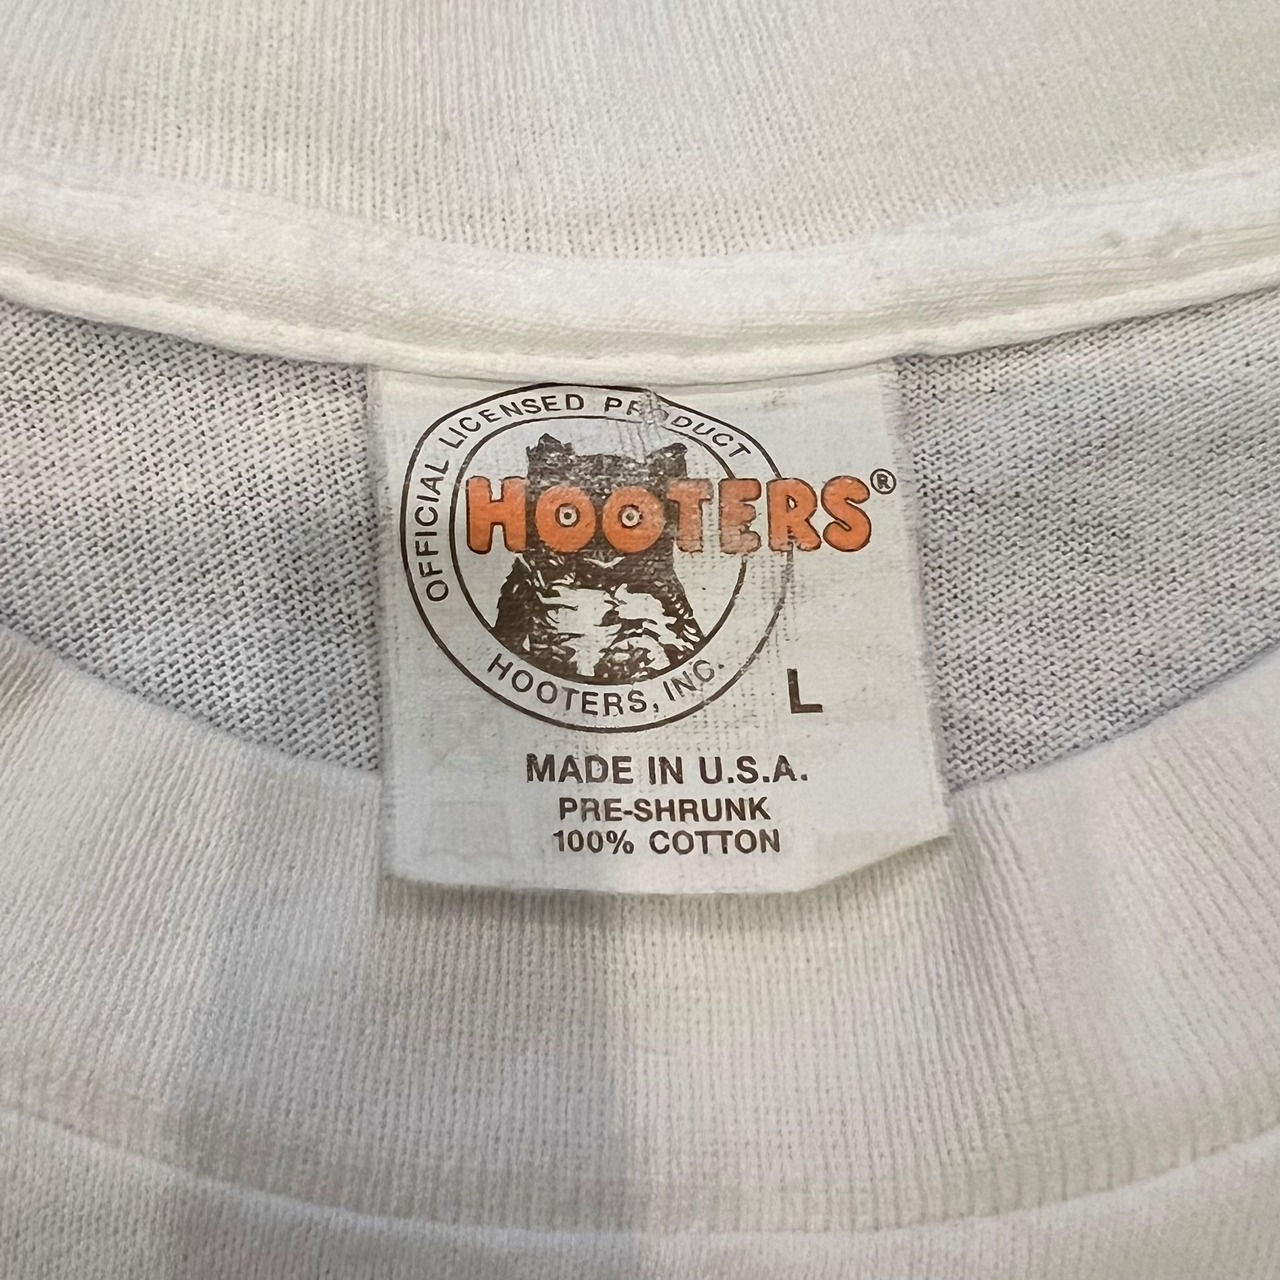 OFFICIAL LICENSED PRODUCT
HOOTERS®
HOOTERS, INC.
L
MADE IN U.S.A.
PRE-SHRUNK
100% COTTON